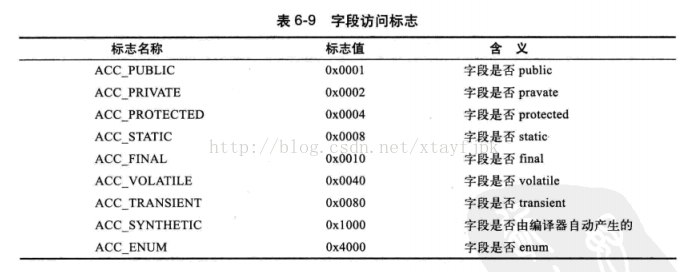 表 6-9 字段访问标志
标志名称 标志值 含 义
ACC_PUBLIC 0x0001 字段是否 public
ACC_PRIVATE 0x0002 字段是否 pravate
ACC_PROTECTED 0x0004 字段是否 protected
ACC_STATIC 0x0008 字段是否 static
http://blog.csdn.net/xtayfjpk
ACC_FINAL 0x0010 字段是否 final
ACC_VOLATILE 0x0040 字段是否 volatile
ACC_TRANSIENT 0x0080 字段是否 transient
ACC_SYNTHETIC 0x1000 字段是否由编译器自动产生的
ACC_ENUM 0x4000 字段是否 enum